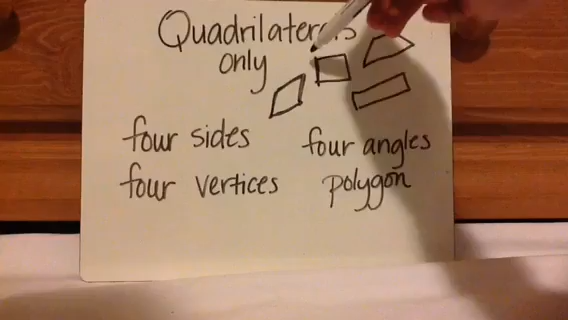 Quadrilaterals
only
four sides four angles
four vertices polygon